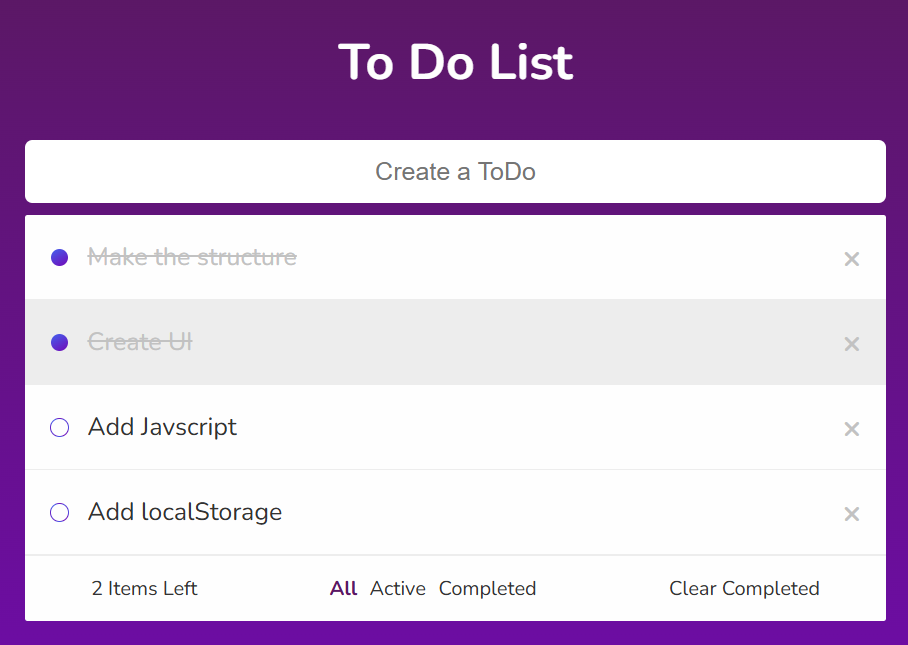 To Do List
Create a ToDo
Make the structure
Create UI
Add Javscript
Add localStorage
2 Items Left All Active Completed Clear Completed